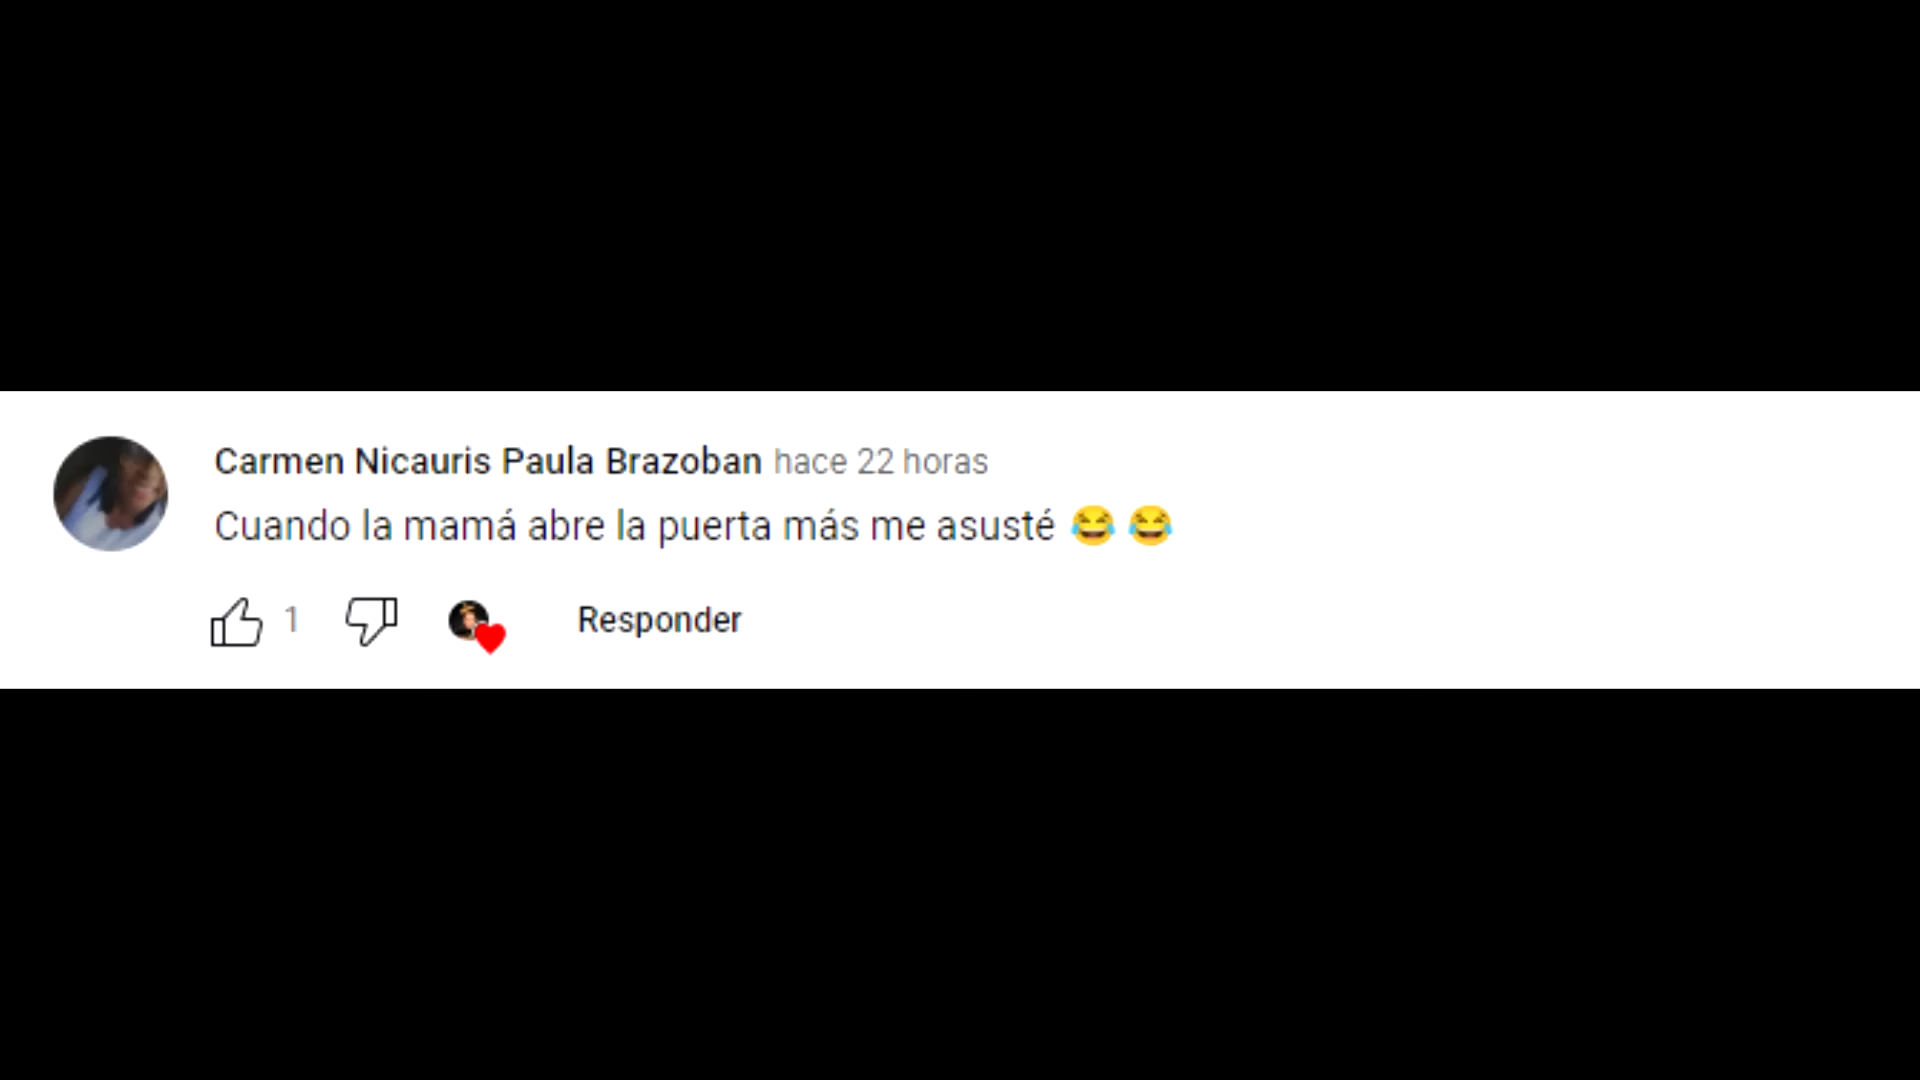 Carmen Nicauris Paula Brazoban hace 22 horas
Cuando la mamá abre la puerta más me asusté 😂 😂
1 Responder